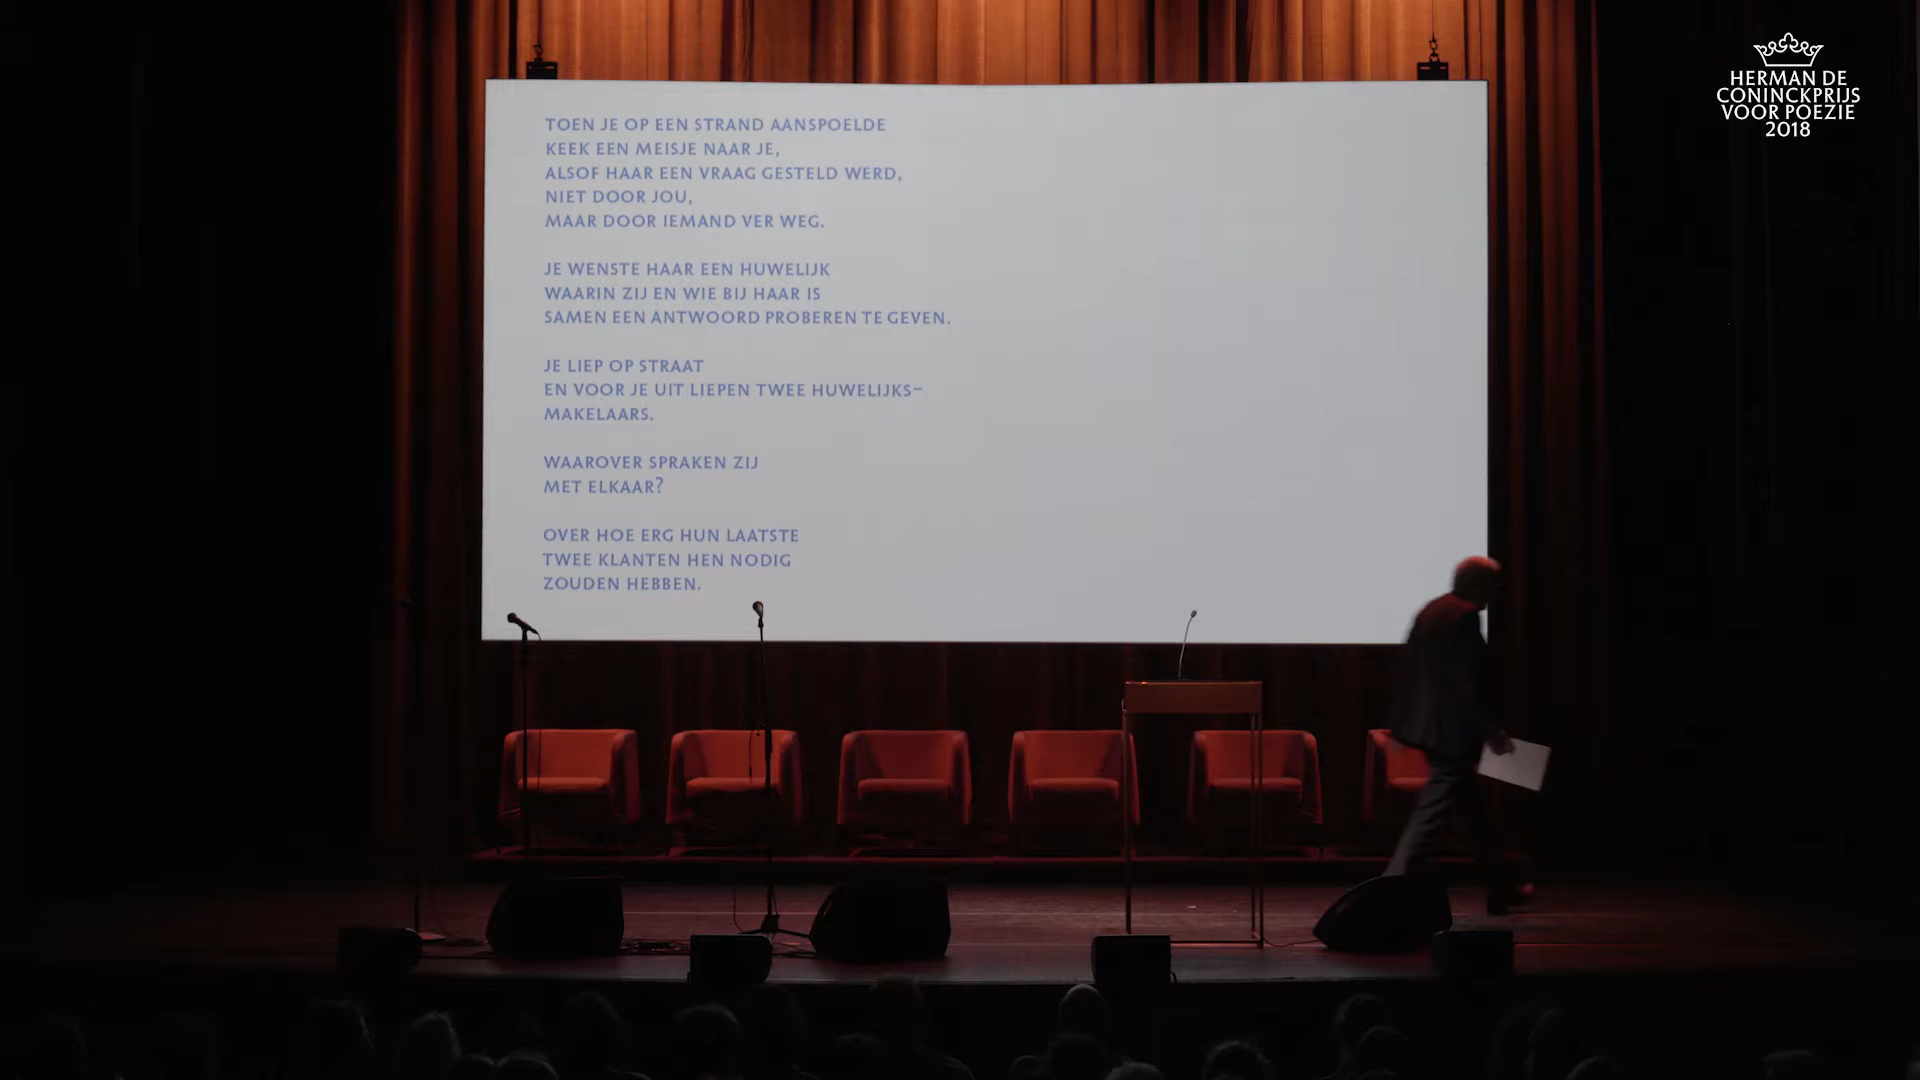 TOEN JE OP EEN STRAND AANSPOELDE
KEEK EEN MEISJE NAAR JE,
ALSOF HAAR EEN VRAAG GESTELD WERD,
NIET DOOR JOU,
MAAR DOOR IEMAND VER WEG.
JE WENSTE HAAR EEN HUWELIJK
WAARIN ZIJ EN WIE BIJ HAAR IS
SAMEN EEN ANTWOORD PROBEREN TE GEVEN.
JE LIEP OP STRAAT
EN VOOR JE UIT LIEPEN TWEE HUWELIJKS–
MAKELAARS.
WAAROVER SPRAKEN ZIJ
MET ELKAAR?
OVER HOE ERG HUN LAATSTE
TWEE KLANTEN HEN NODIG
ZOUDEN HEBBEN.
HERMAN DE
CONINCKPRIJS
VOOR POEZIE
2018